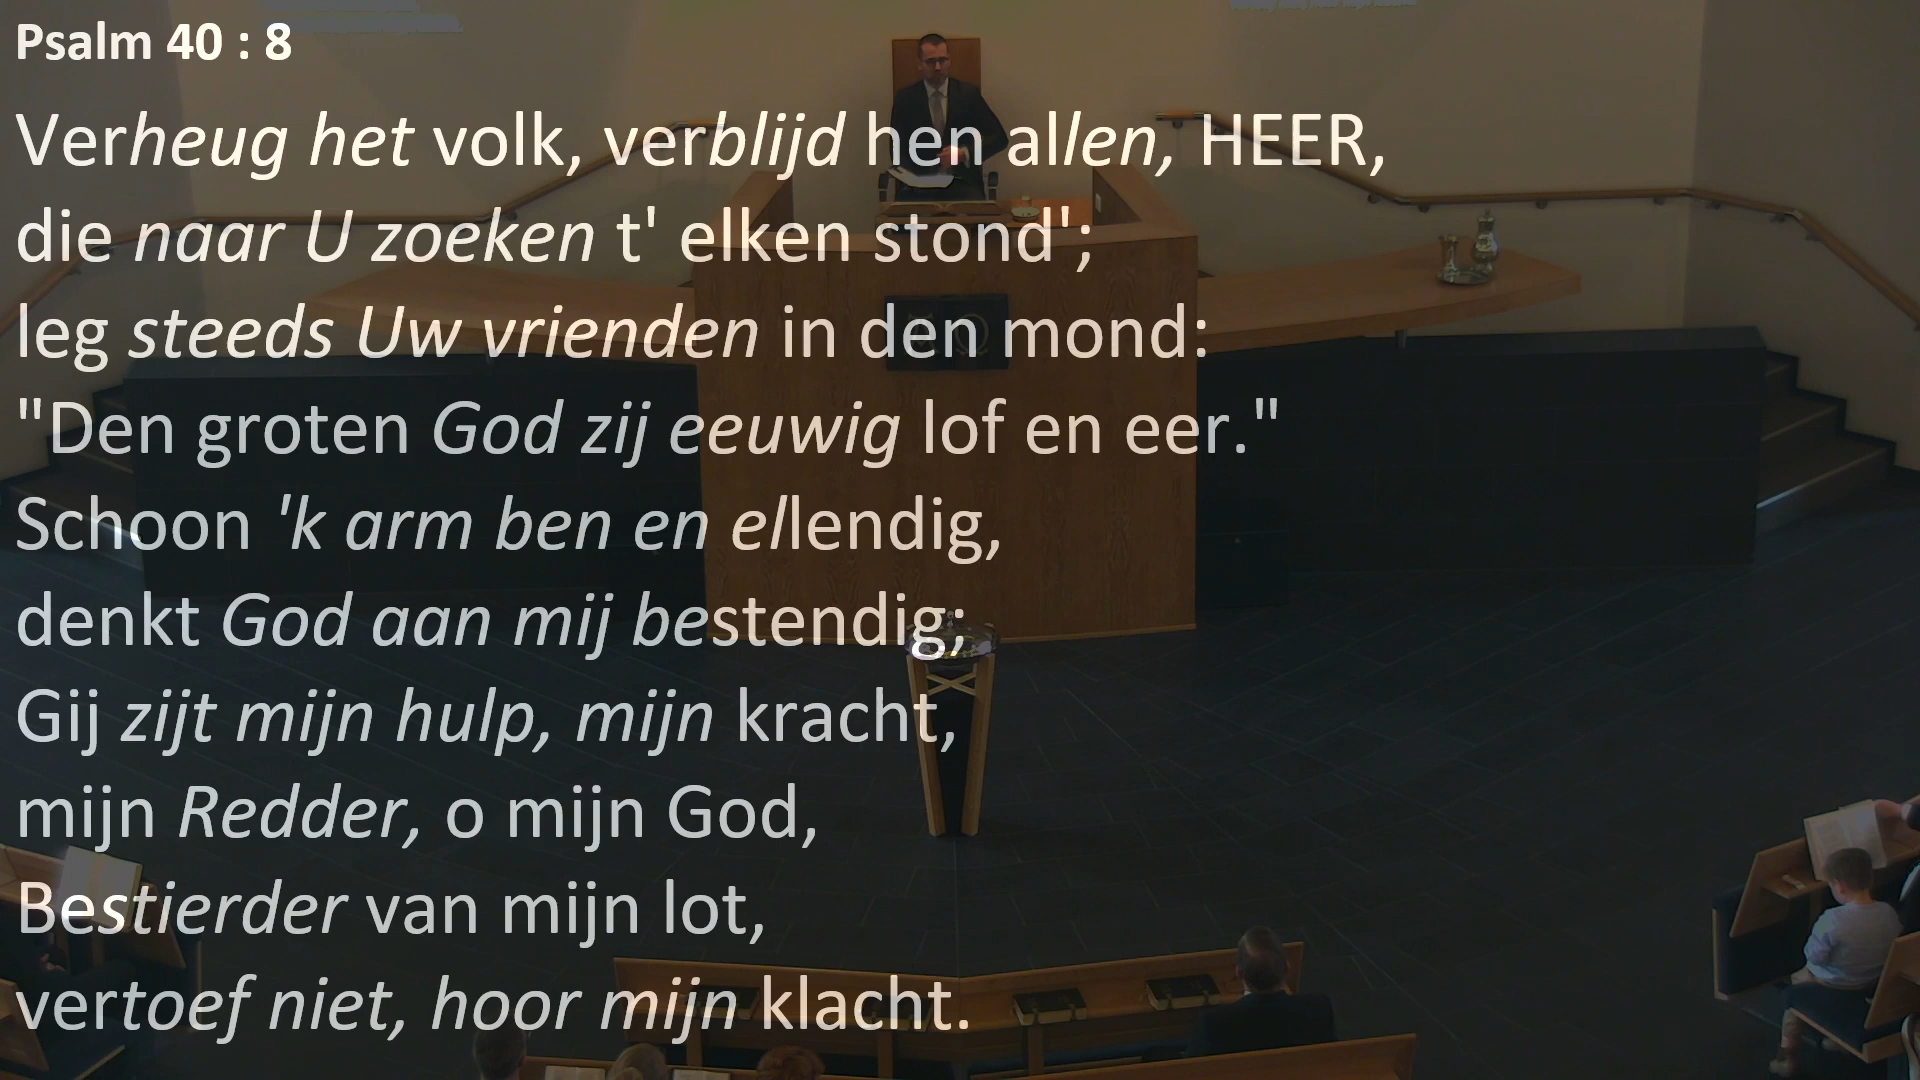 Psalm 40 : 8
Verheug het volk, verblijd hen allen, HEER,
die naar U zoeken t' elken stond';
leg steeds Uw vrienden in den mond:
"Den groten God zij eeuwig lof en eer."
Schoon 'k arm ben en ellendig,
denkt God aan mij bestendig;
Gij zijt mijn hulp, mijn kracht,
mijn Redder, o mijn God,
Bestierder van mijn lot,
vertoef niet, hoor mijn klacht.